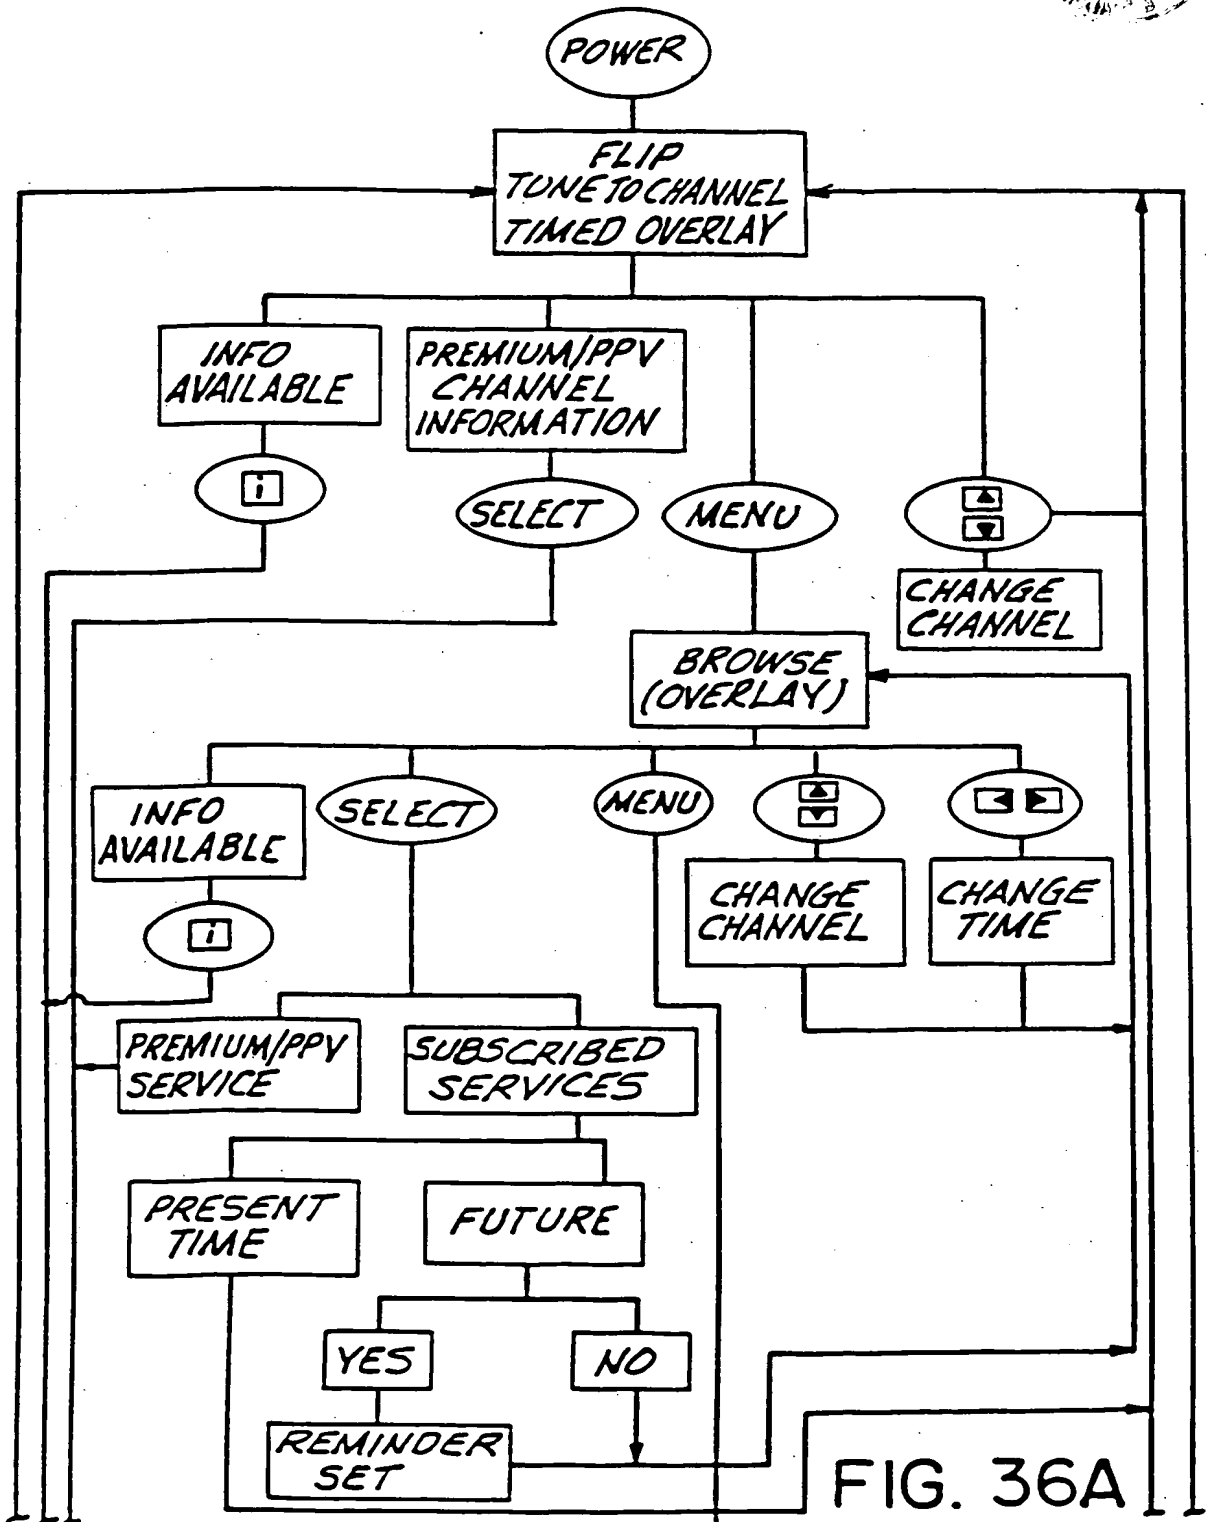 POWER
FLIP
TUNE TO CHANNEL
TIMED OVERLAY
INFO
AVAILABLE
PREMIUM/PPV
CHANNEL
INFORMATION
i
SELECT
MENU
CHANGE
CHANNEL
BROWSE
(OVERLAY)
INFO
AVAILABLE
SELECT
MENU
CHANGE
CHANNEL
CHANGE
TIME
i
PREMIUM/PPV
SERVICE
SUBSCRIBED
SERVICES
PRESENT
TIME
FUTURE
YES
NO
REMINDER
SET
FIG. 36A